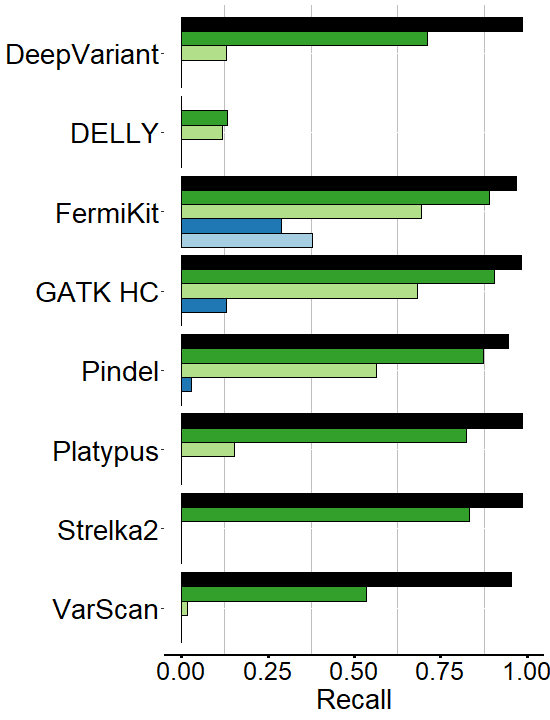 DeepVariant
DELLY
FermiKit
GATK HC
Pindel
Platypus
Strelka2
VarScan
0.00 0.25 0.50 0.75 1.00
Recall